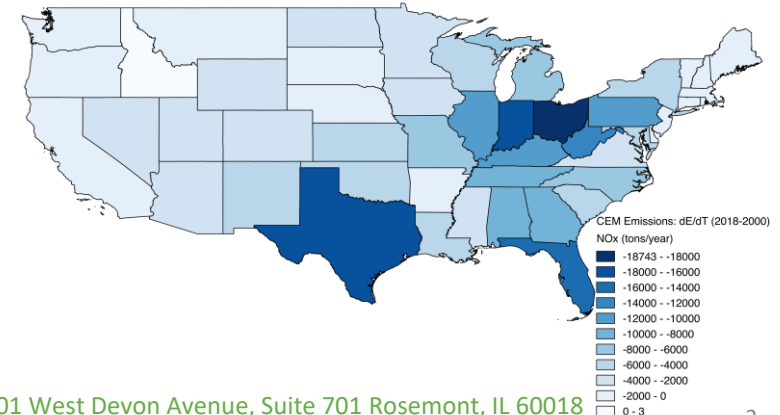 CEM Emissions: dE/dT (2018-2000)
NOx (tons/year)
-18743 - -18000
-18000 - -16000
-16000 - -14000
-14000 - -12000
-12000 - -10000
-10000 - -8000
-8000 - -6000
-6000 - -4000
-4000 - -2000
-2000 - 0
0 - 3
01 West Devon Avenue, Suite 701 Rosemont, IL 60018